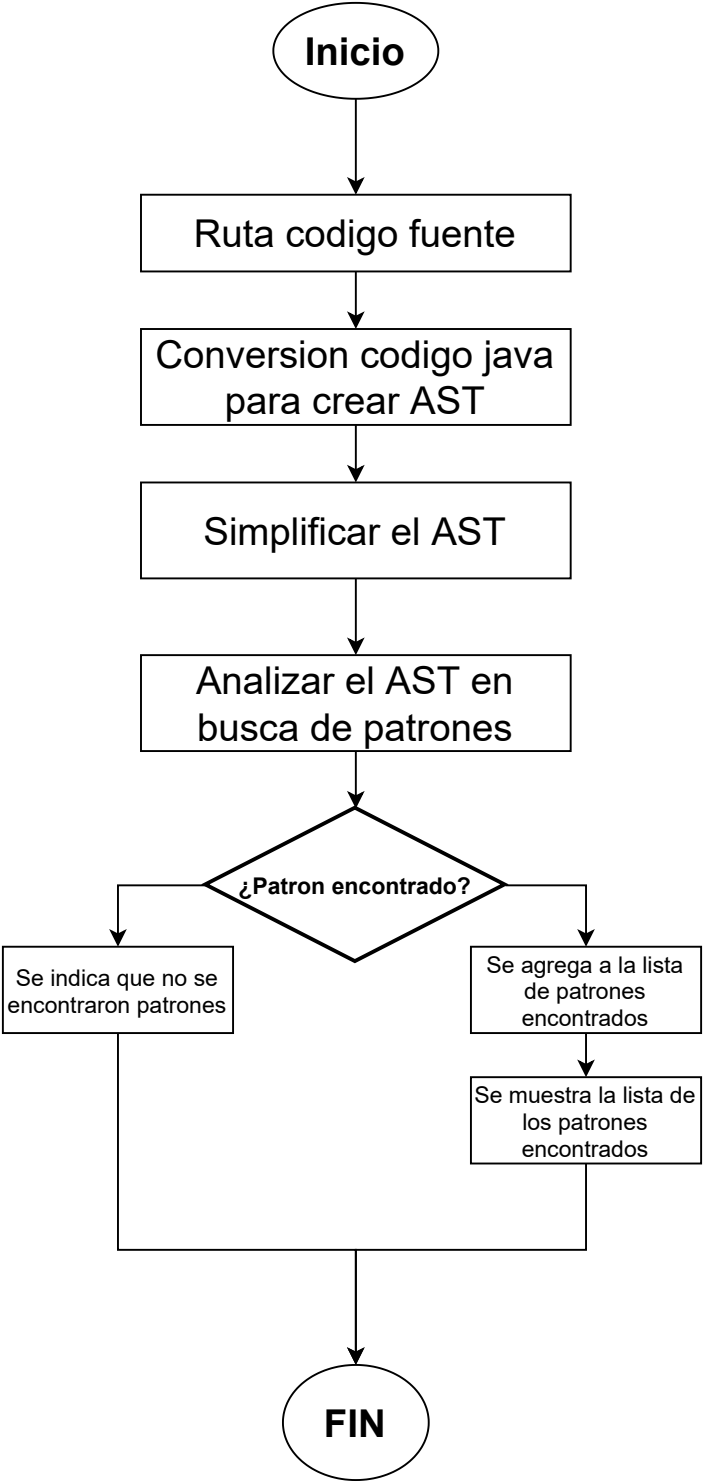 Inicio
Ruta codigo fuente
Conversion codigo java
para crear AST
Simplificar el AST
Analizar el AST en
busca de patrones
¿Patron encontrado?
Se indica que no se
encontraron patrones
Se agrega a la lista
de patrones
encontrados
Se muestra la lista de
los patrones
encontrados
FIN